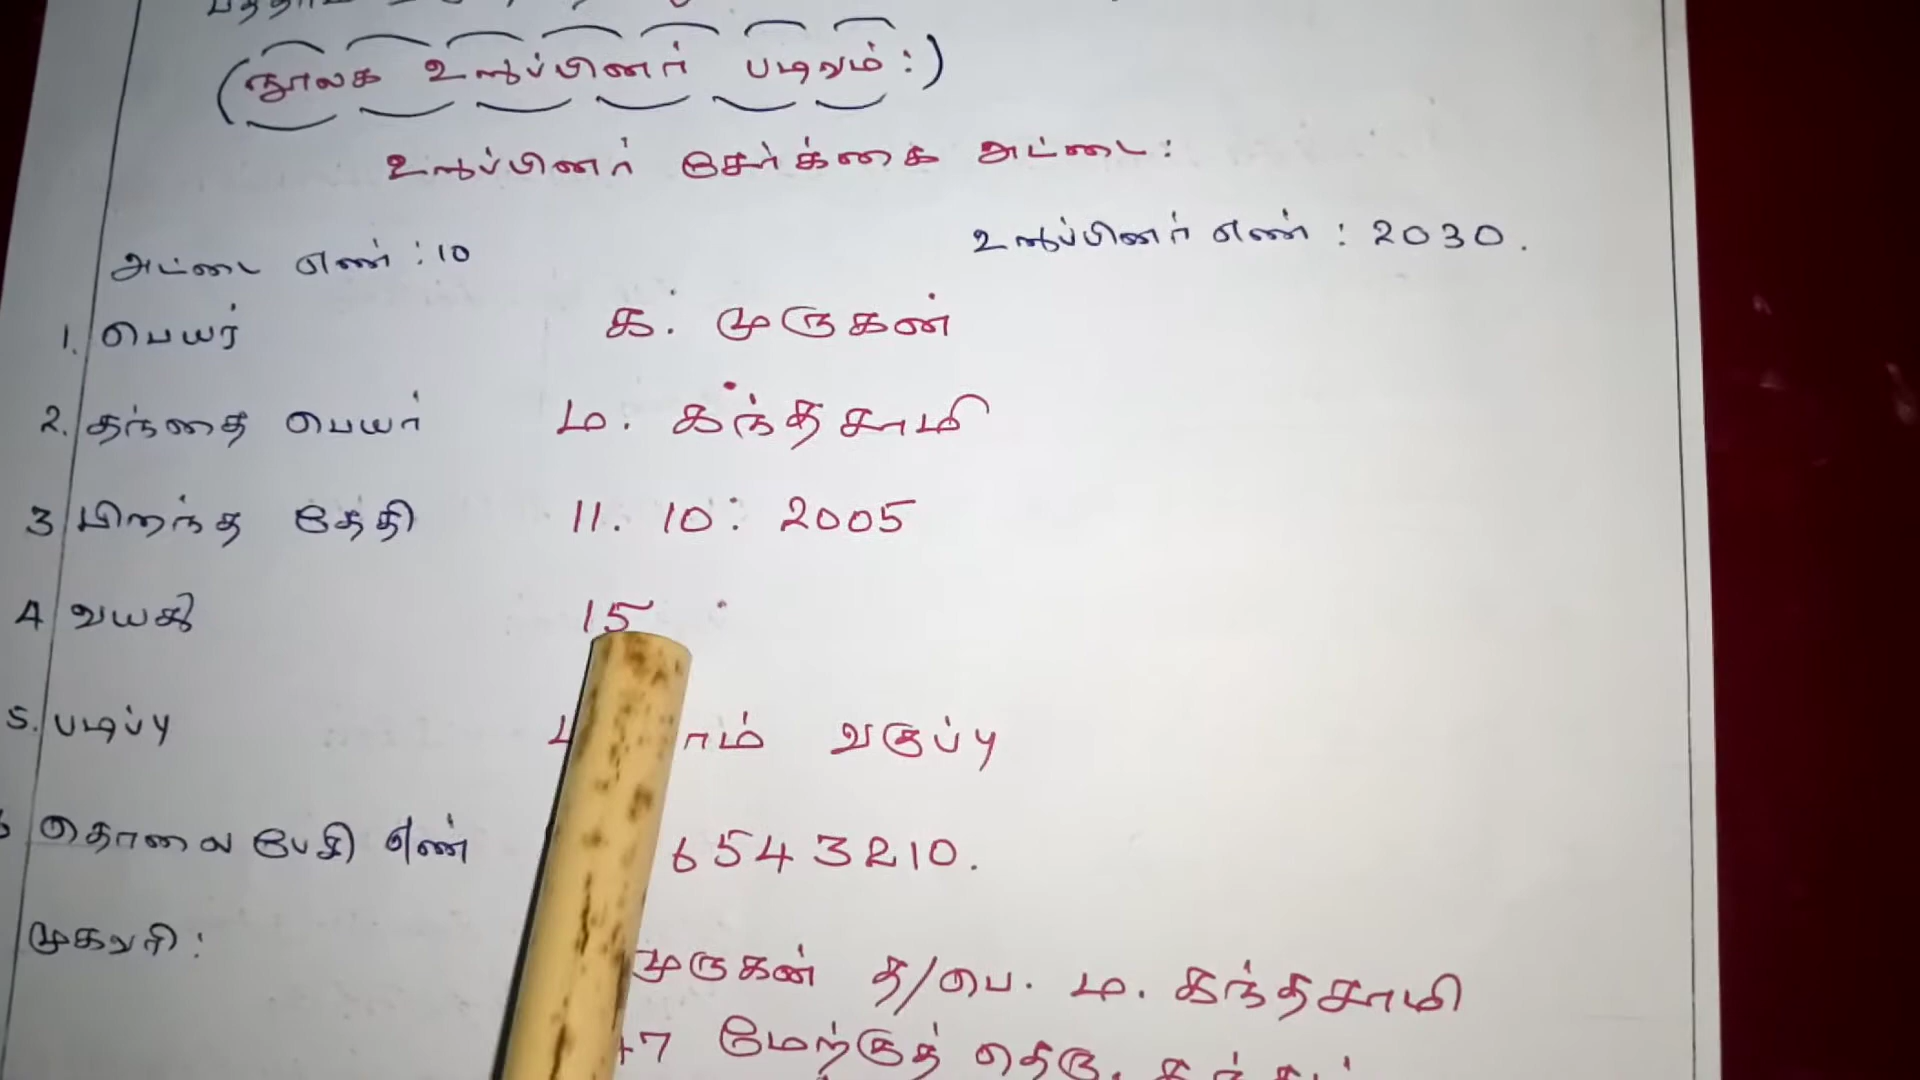 (நூலக உறுப்பினர் படிவம் :)
உறுப்பினர் சேர்க்கை அட்டை :
அட்டை எண் : 10 உறுப்பினர் எண் : 2030.
1. பெயர் க. முருகன்
2. தந்தை பெயர் ம. கந்தசாமி
3 பிறந்த தேதி 11. 10. 2005
4 வயது 15
5. படிப்பு வகுப்பு
தொலைபேசி எண் 6543210.
முகவரி : முருகன் த/பெ. ம. கந்தசாமி
மேற்குத் தெரு,